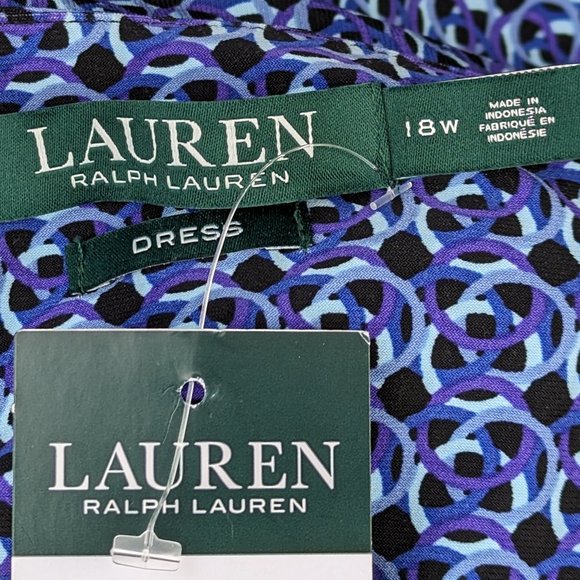 LAUREN
RALPH LAUREN
18W
MADE IN
INDONESIA
FABRIQUÉ EN
INDONÉSIE
DRESS
LAUREN
RALPH LAUREN